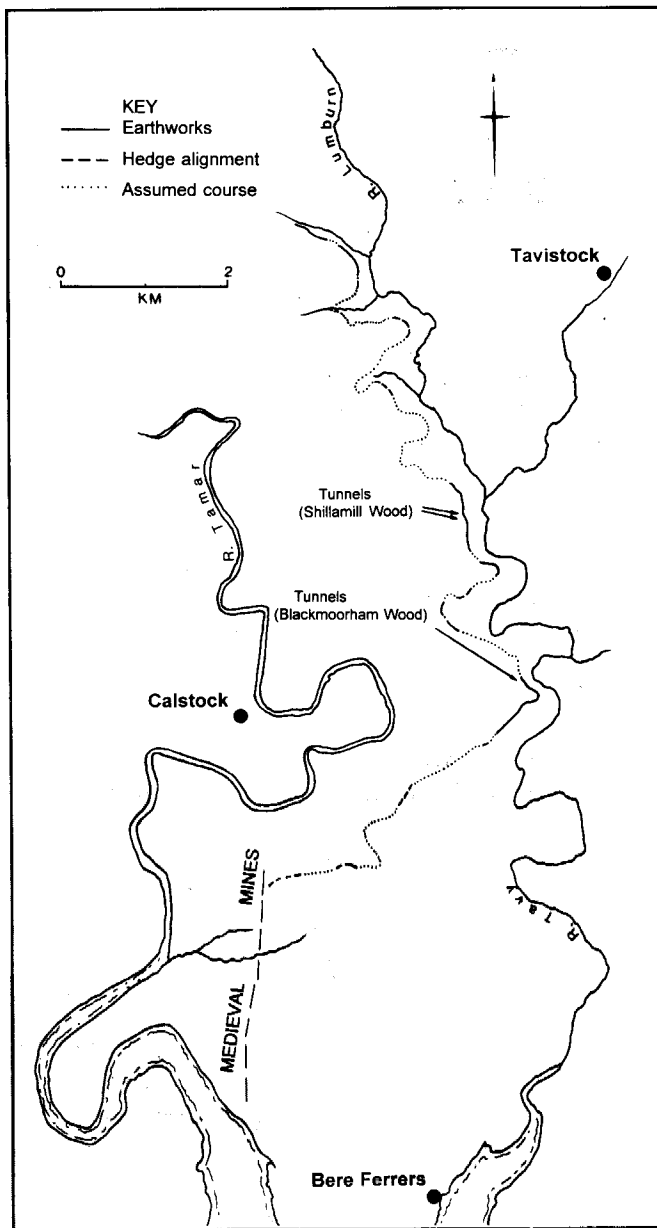 KEY
Earthworks
Hedge alignment
Assumed course
0 2
KM
R. Lumburn
Tavistock
R. Tamar
Tunnels
(Shillamill Wood)
Tunnels
(Blackmoorham Wood)
Calstock
MEDIEVAL MINES
R. Tavy
Bere Ferrers